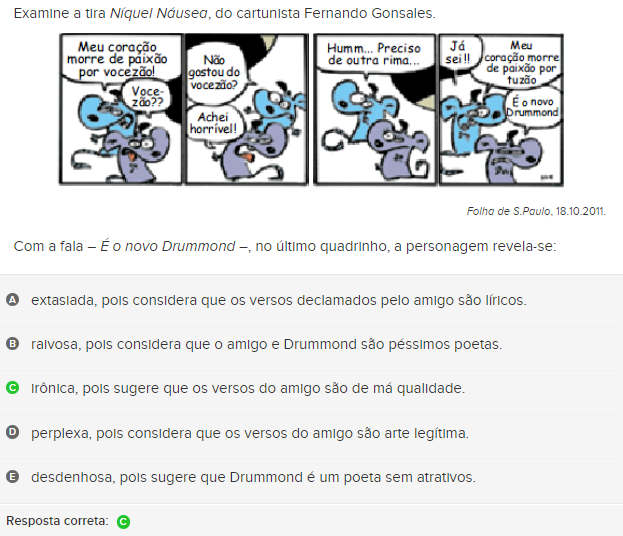 Examine a tira Níquel Náusea, do cartunista Fernando Gonsales.
Meu coração
morre de paixão
por vocezão!
Voce-
zão??
Não
gostou do
vocezão?
Achei
horrível!
Humm... Preciso
de outra rima...
Já
sei!!
Meu
coração morre
de paixão por
tuzão
É o novo
Drummond
Folha de S.Paulo, 18.10.2011.
Com a fala – É o novo Drummond –, no último quadrinho, a personagem revela-se:
A extasiada, pois considera que os versos declamados pelo amigo são líricos.
B raivosa, pois considera que o amigo e Drummond são péssimos poetas.
C irônica, pois sugere que os versos do amigo são de má qualidade.
D perplexa, pois considera que os versos do amigo são arte legítima.
E desdenhosa, pois sugere que Drummond é um poeta sem atrativos.
Resposta correta: C